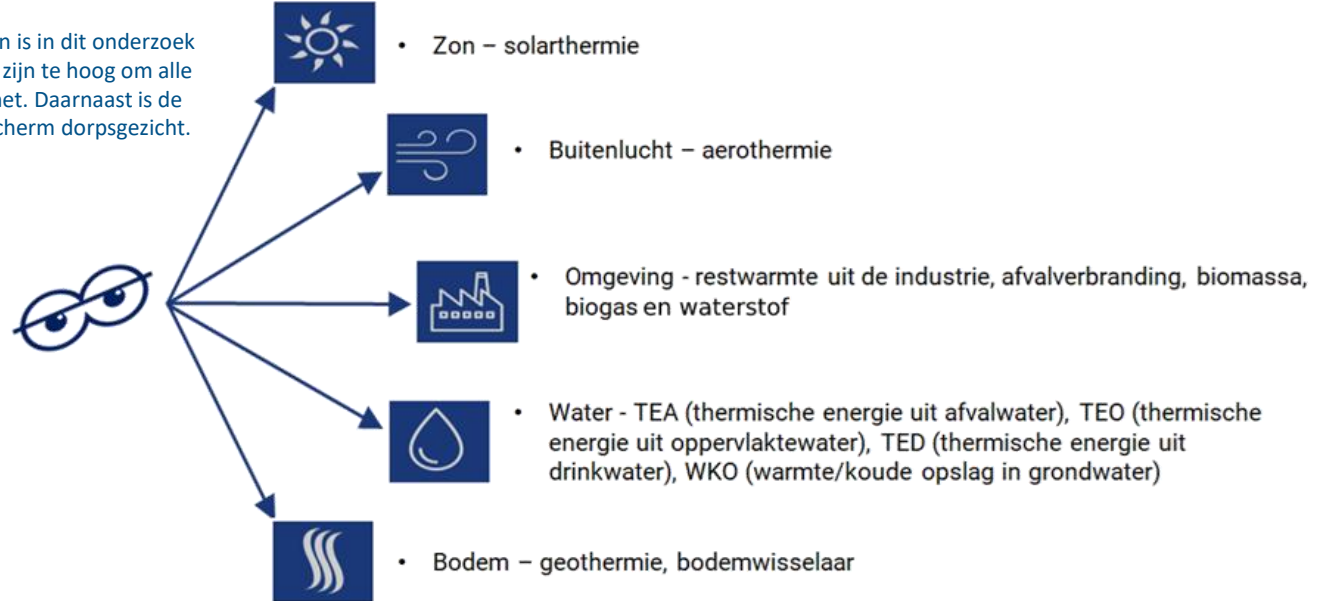 n is in dit onderzoek
zijn te hoog om alle
net. Daarnaast is de
cherm dorpsgezicht.
• Zon – solarthermie
• Buitenlucht – aerothermie
• Omgeving - restwarmte uit de industrie, afvalverbranding, biomassa,
biogas en waterstof
• Water - TEA (thermische energie uit afvalwater), TEO (thermische
energie uit oppervlaktewater), TED (thermische energie uit
drinkwater), WKO (warmte/koude opslag in grondwater)
• Bodem – geothermie, bodemwisselaar